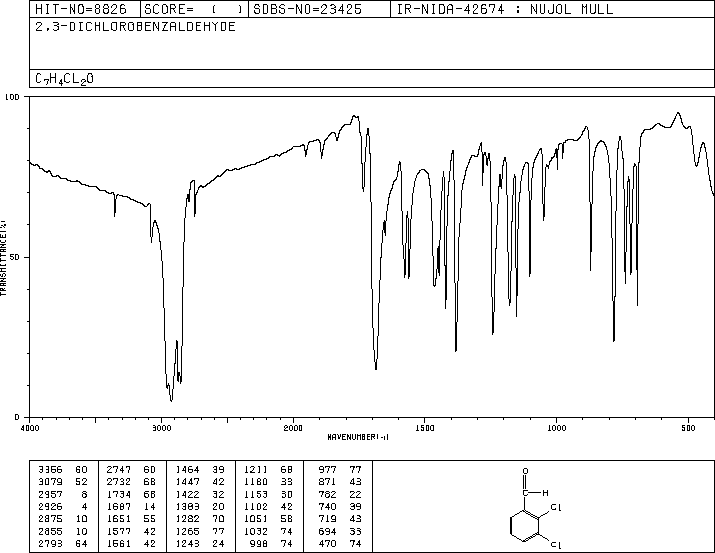 HIT-NO=8826 SCORE= ( ) SDBS-NO=23425 IR-NIDA-42674 : NUJOL MULL
2,3-DICHLOROBENZALDEHYDE
C7H4CL2O
100
50
0
TRANSMITTANCE(%)
4000 3000 2000 1500 1000 500
WAVENUMBER(-1)
3366 60 2747 60 1464 39 1211 68 977 77
3079 52 2732 68 1447 42 1180 33 871 43
2957 8 1734 68 1422 32 1153 30 782 22
2926 4 1687 14 1383 20 1102 42 740 39
2875 10 1651 55 1282 70 1051 58 719 43
2855 10 1577 42 1265 77 1032 74 694 33
2793 64 1561 42 1243 24 998 74 470 74
O
C H
Cl
Cl